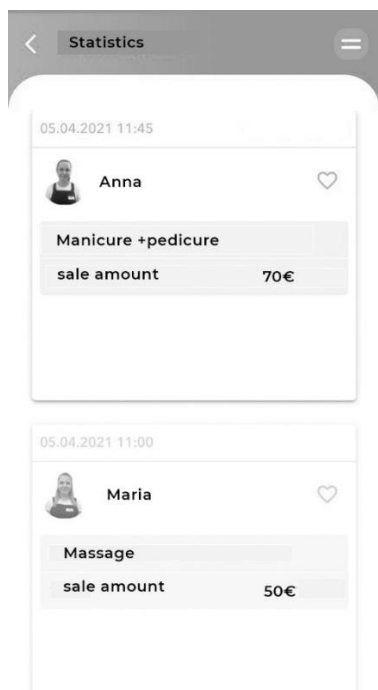 Statistics
05.04.2021 11:45
Anna
Manicure +pedicure
sale amount 70€
05.04.2021 11:00
Maria
Massage
sale amount 50€